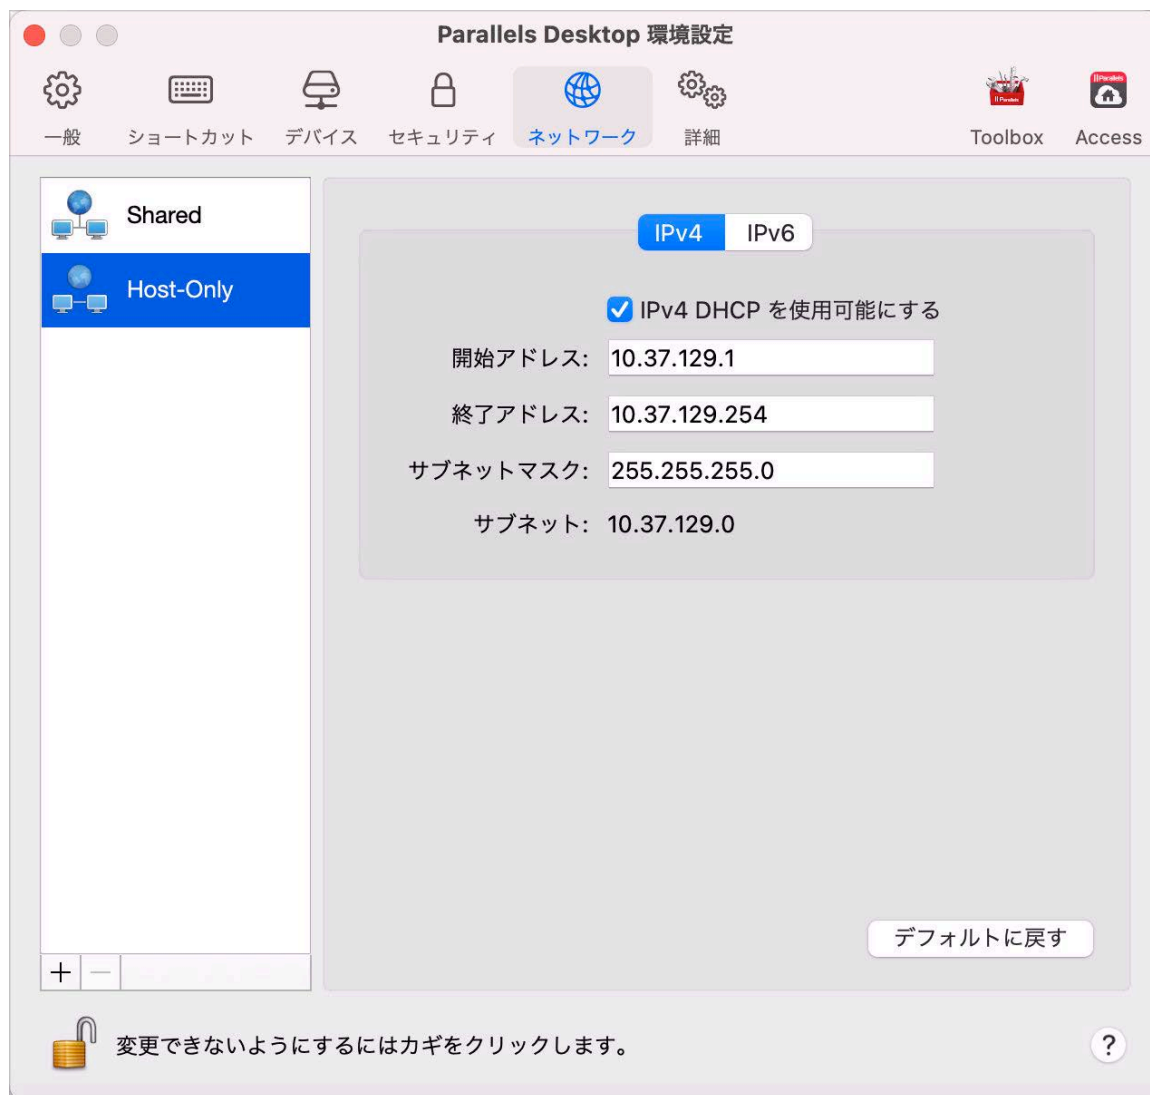 Parallels Desktop 環境設定
一般 ショートカット デバイス セキュリティ ネットワーク 詳細 Toolbox Access
Shared
Host-Only
IPv4 IPv6
IPv4 DHCP を使用可能にする
開始アドレス: 10.37.129.1
終了アドレス: 10.37.129.254
サブネットマスク: 255.255.255.0
サブネット: 10.37.129.0
デフォルトに戻す
+ −
変更できないようにするにはカギをクリックします。
?